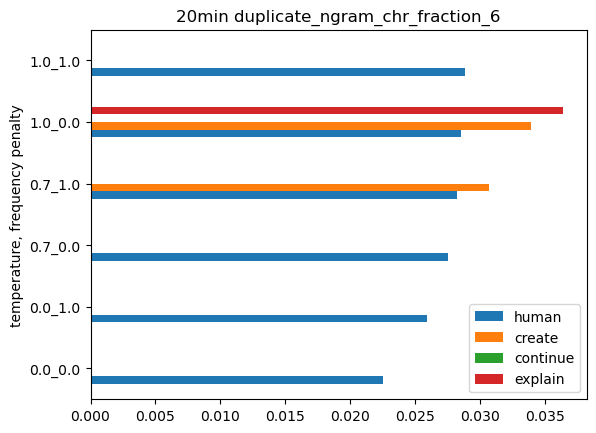 20min duplicate_ngram_chr_fraction_6
temperature, frequency penalty
1.0_1.0
1.0_0.0
0.7_1.0
0.7_0.0
0.0_1.0
0.0_0.0
human
create
continue
explain
0.000 0.005 0.010 0.015 0.020 0.025 0.030 0.035